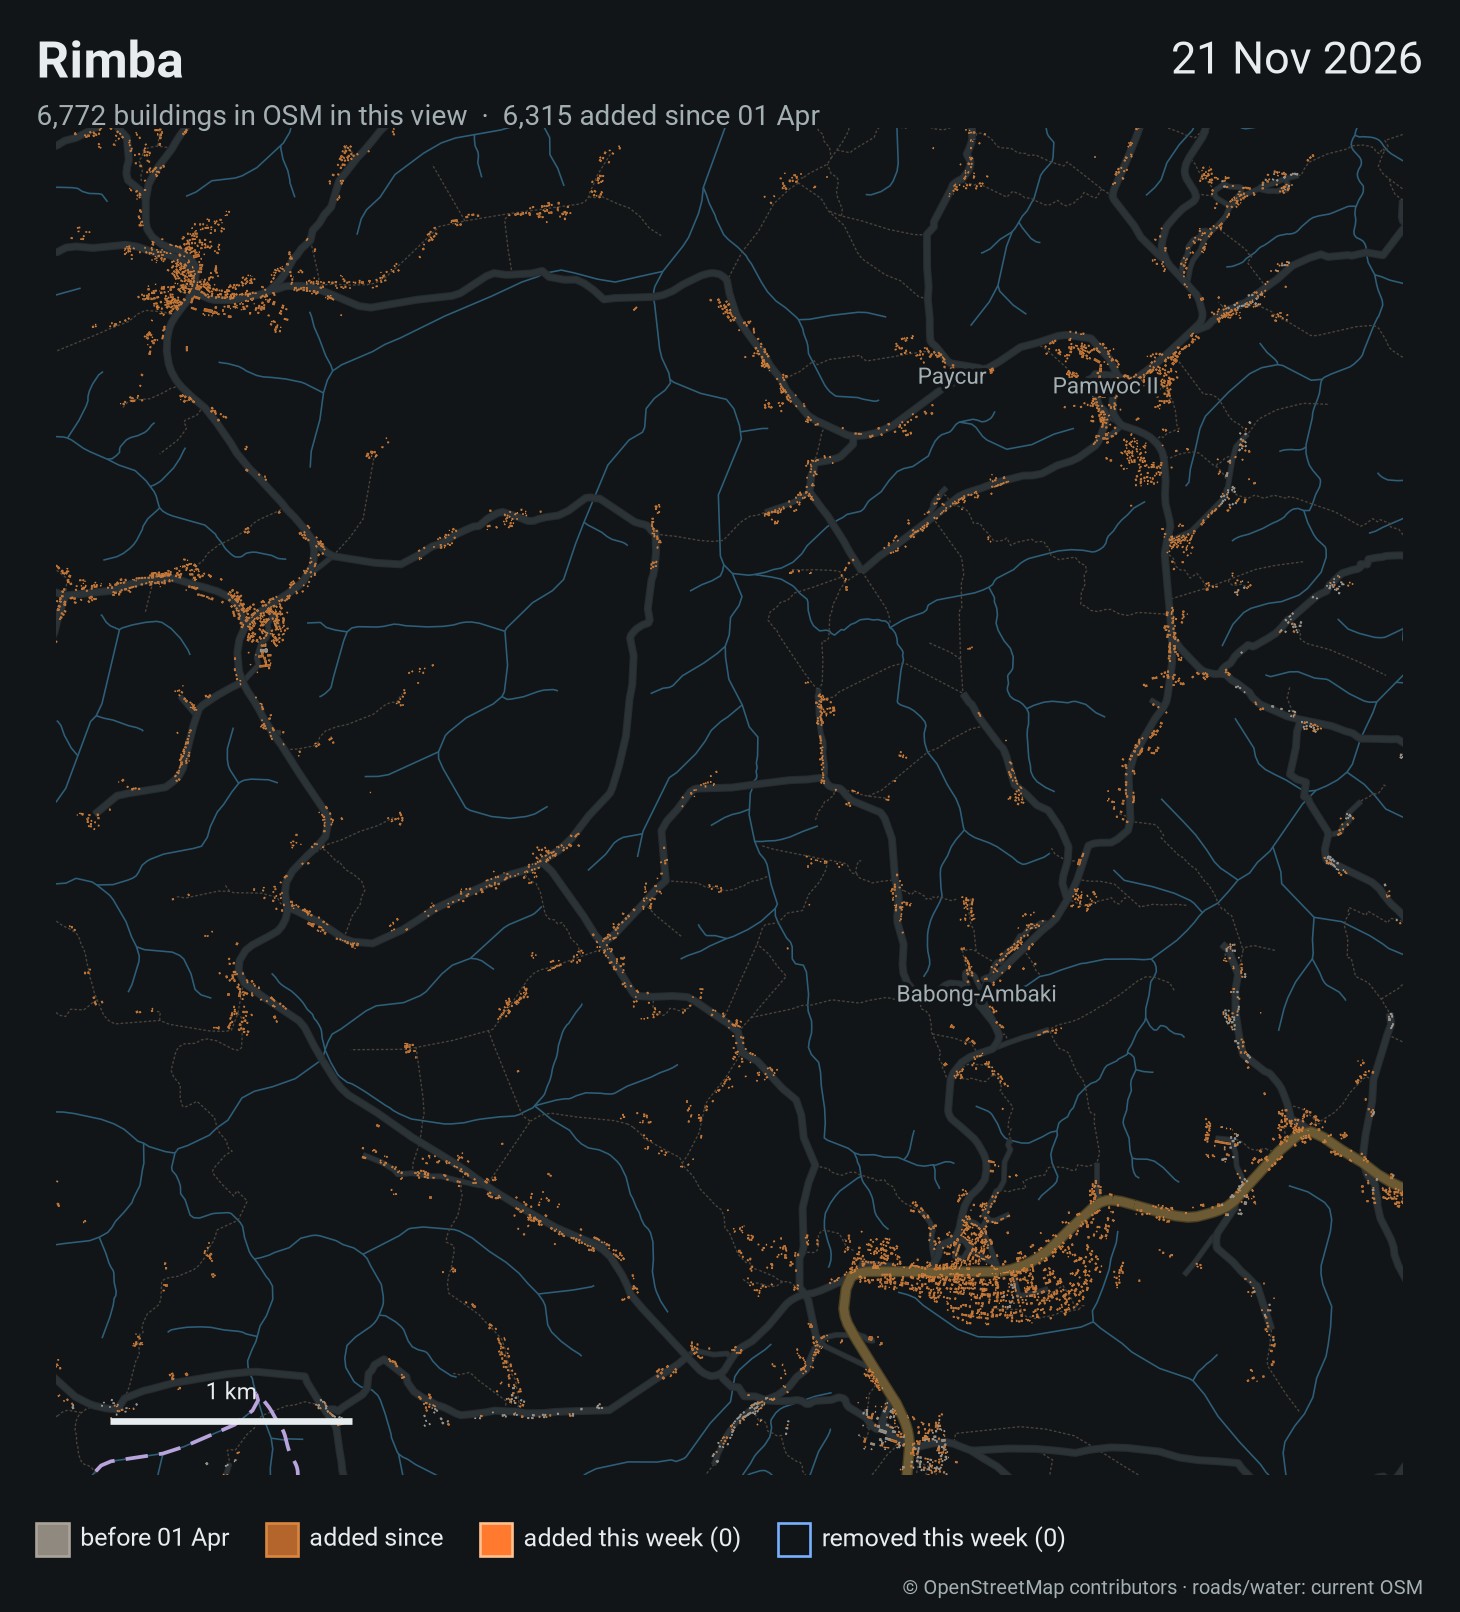 Rimba
21 Nov 2026
6,772 buildings in OSM in this view · 6,315 added since 01 Apr
Paycur
Pamwoc II
Babong-Ambaki
1 km
before 01 Apr
added since
added this week (0)
removed this week (0)
© OpenStreetMap contributors · roads/water: current OSM